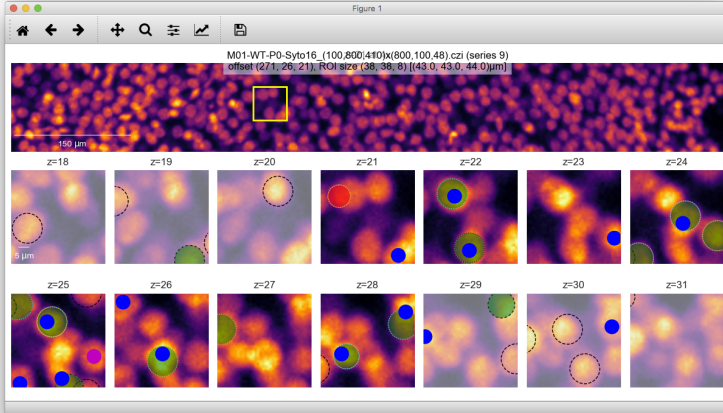 Figure 1
M01-WT-P0-Syto16_(100,800,410)x(800,100,48).czi (series 9)
offset (271, 26, 21), ROI size (38, 38, 8) [(43.0, 43.0, 44.0)μm]
150 μm
z=18 z=19 z=20 z=21 z=22 z=23 z=24
5 μm
z=25 z=26 z=27 z=28 z=29 z=30 z=31